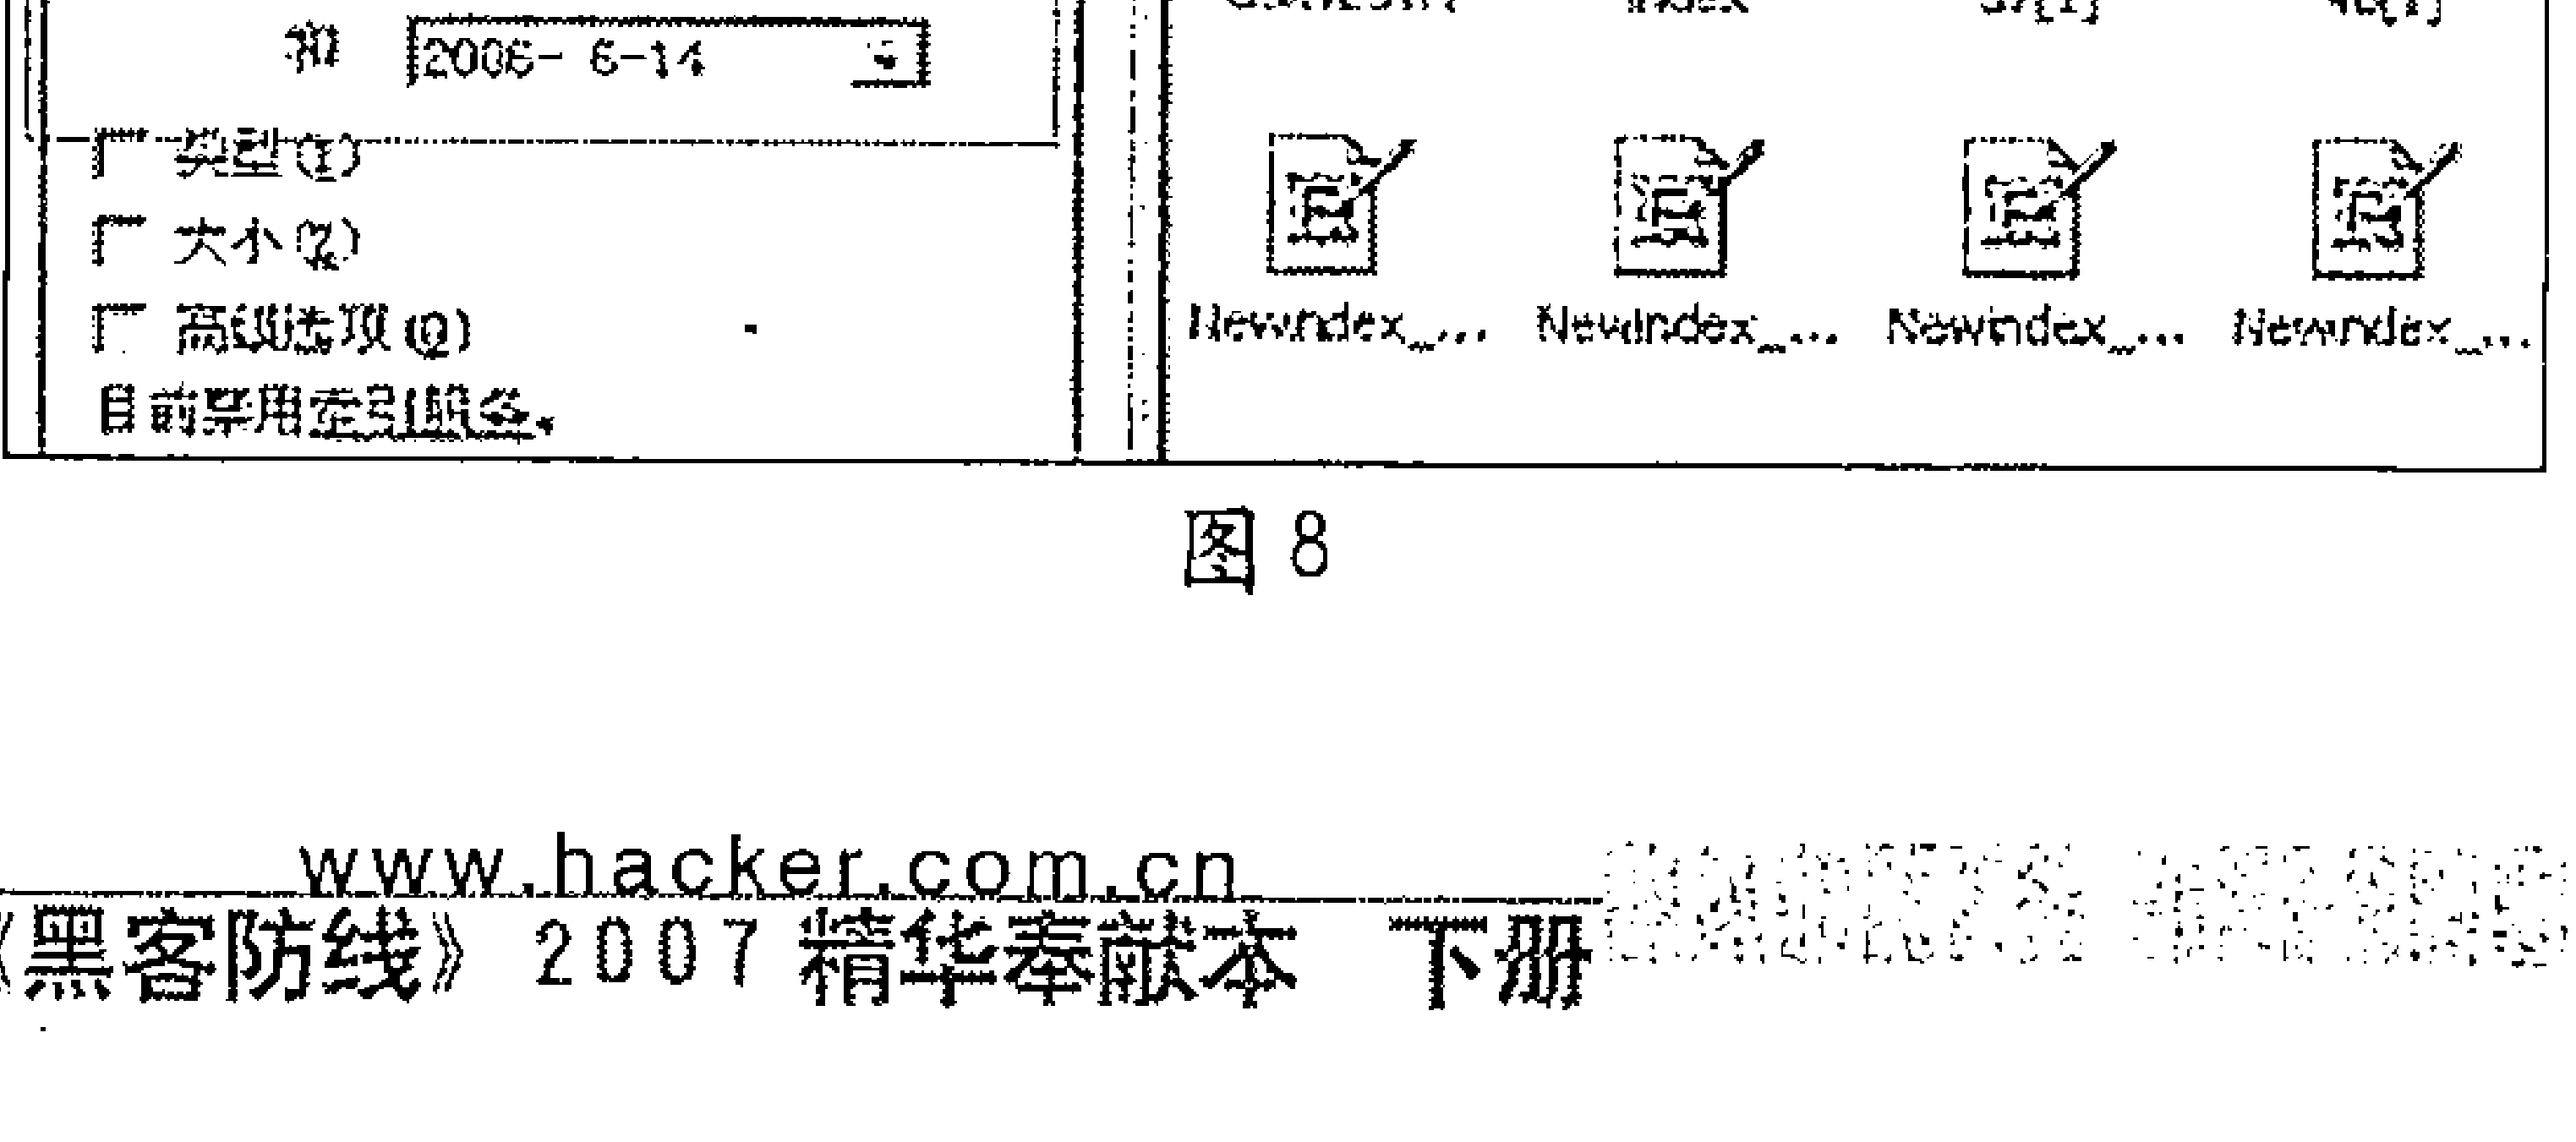 index
和 2006- 6-14
类型(I)
大小(Z)
高级选项(Q)
目前禁用索引服务.
Newindex_... Newindex_... Newindex_... Newindex_...
图 8
www.hacker.com.cn
《黑客防线》 2007 精华奉献本 下册